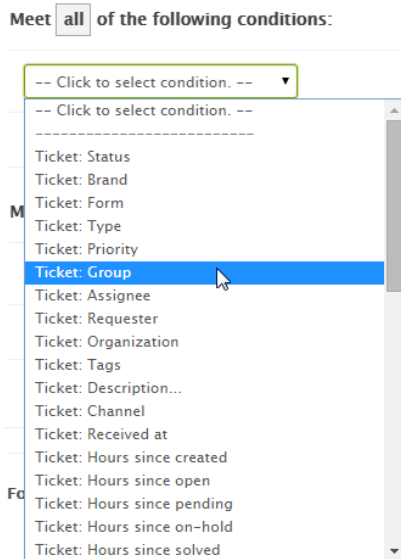 Meet all of the following conditions:
-- Click to select condition. --
-- Click to select condition. --
--------------------------
Ticket: Status
Ticket: Brand
Ticket: Form
Ticket: Type
Ticket: Priority
Ticket: Group
Ticket: Assignee
Ticket: Requester
Ticket: Organization
Ticket: Tags
Ticket: Description...
Ticket: Channel
Ticket: Received at
Ticket: Hours since created
Ticket: Hours since open
Ticket: Hours since pending
Ticket: Hours since on-hold
Ticket: Hours since solved